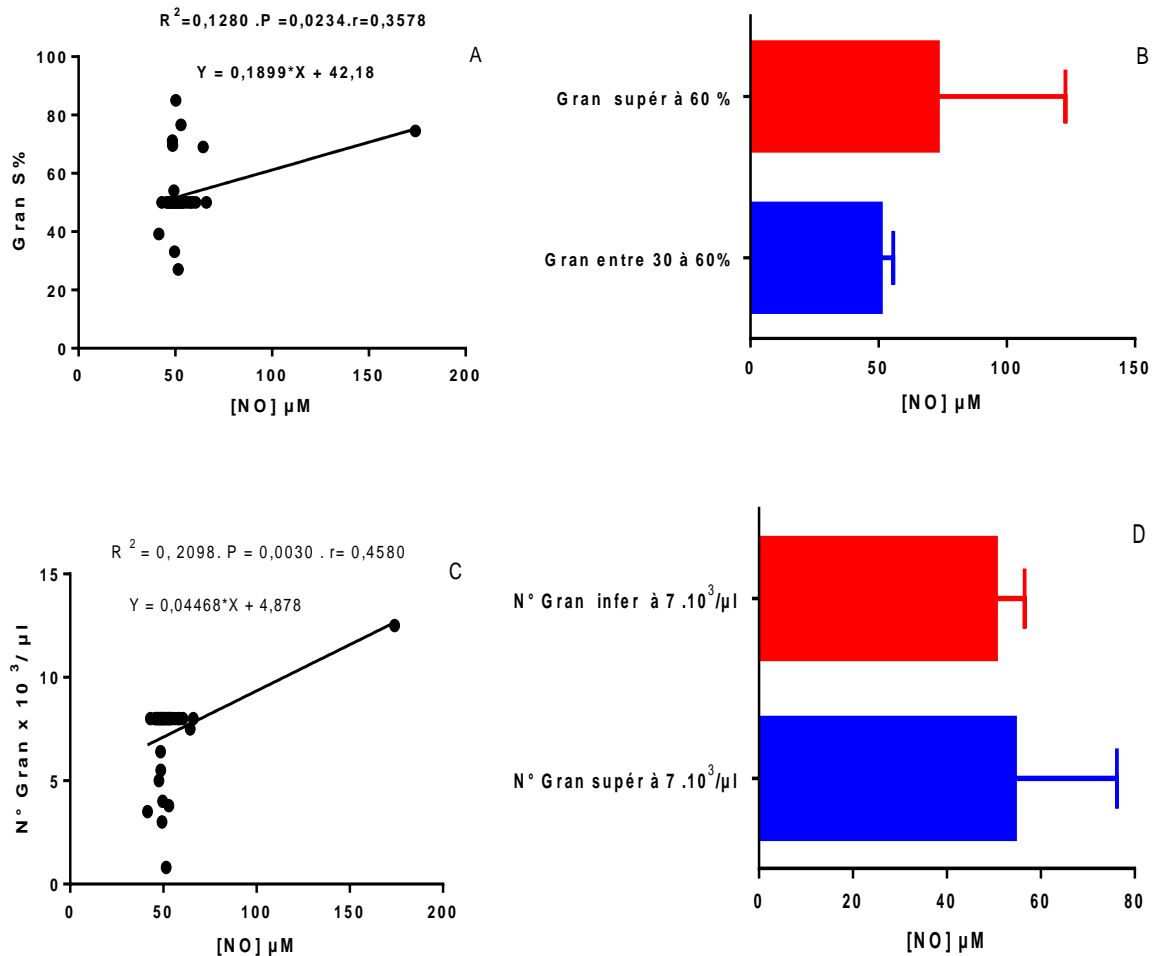 R²=0,1280 .P =0,0234.r=0,3578
A
Y = 0,1899*X + 42,18
100
80
60
40
20
0
Gran S%
0 50 100 150 200
[NO] µM
B
Gran supér à 60 %
Gran entre 30 à 60%
0 50 100 150
[NO] µM
R² = 0, 2098. P = 0,0030 . r= 0,4580
C
Y = 0,04468*X + 4,878
15
10
5
0
N° Gran x 10³/ µl
0 50 100 150 200
[NO] µM
D
N° Gran infer à 7 .10³/µl
N° Gran supér à 7 .10³/µl
0 20 40 60 80
[NO] µM